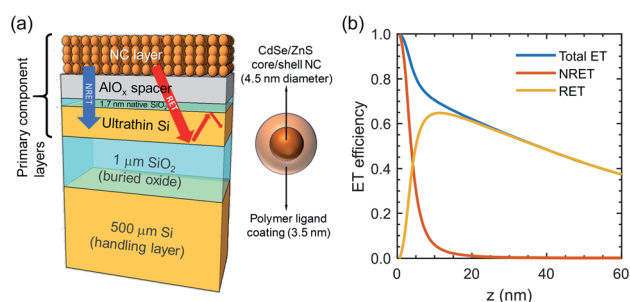 (a)
Primary component
layers
NC layer
NRET
RET
AlOₓ spacer
1.7 nm native SiO₂
Ultrathin Si
1 μm SiO₂
(buried oxide)
500 μm Si
(handling layer)
CdSe/ZnS
core/shell NC
(4.5 nm diameter)
Polymer ligand
coating (3.5 nm)
(b)
ET efficiency
1.0
0.8
0.6
0.4
0.2
0.0
Total ET
NRET
RET
0
20
40
60
z (nm)